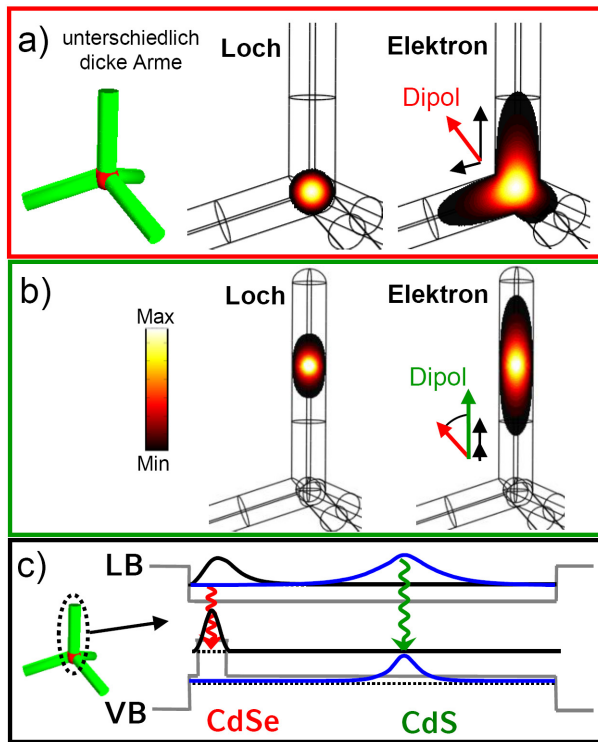 a)
unterschiedlich
dicke Arme
Loch
Elektron
Dipol
b)
Loch
Elektron
Max
Min
Dipol
c)
LB
VB
CdSe
CdS